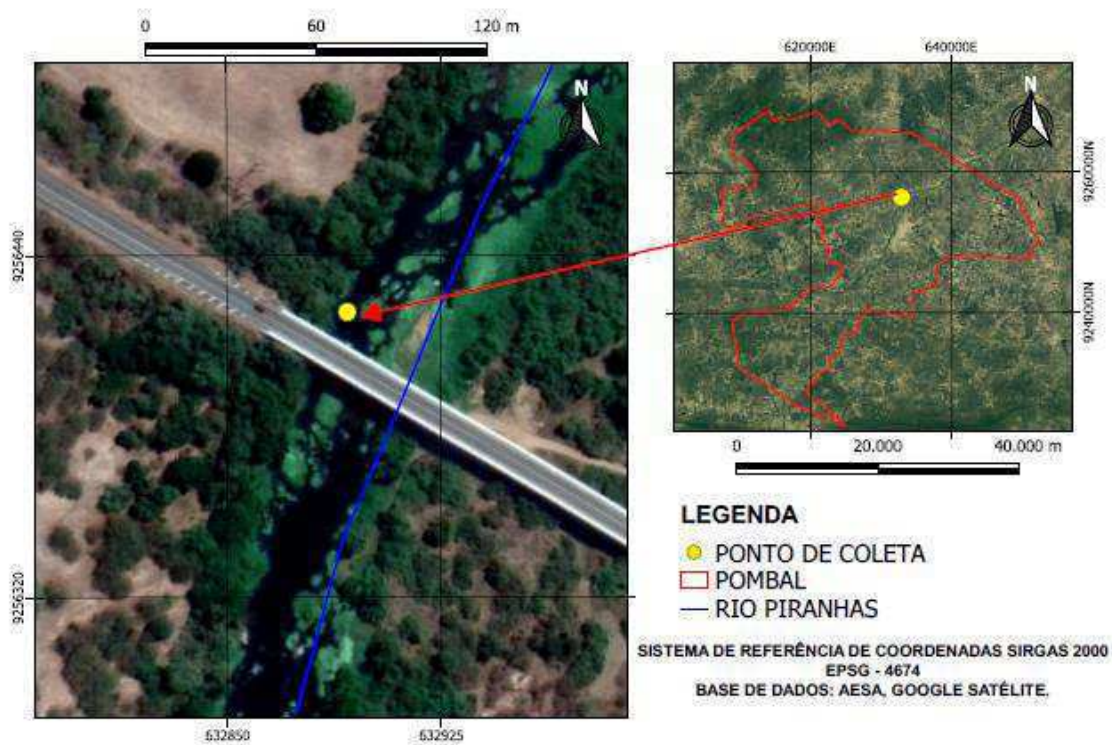 0 60 120 m
620000E 640000E
N
N
9260000N
9256440
9240000N
0 20.000 40.000 m
LEGENDA
PONTO DE COLETA
POMBAL
RIO PIRANHAS
9256320
SISTEMA DE REFERÊNCIA DE COORDENADAS SIRGAS 2000
EPSG - 4674
BASE DE DADOS: AESA, GOOGLE SATÉLITE.
632850 632925